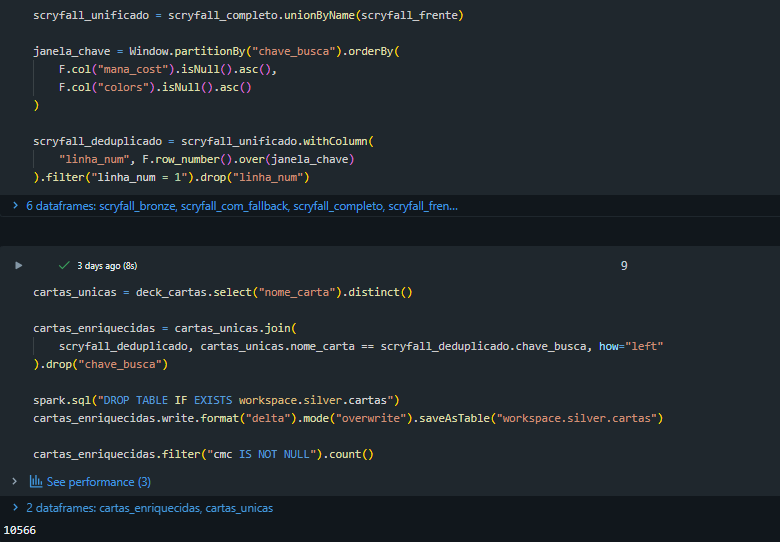 scryfall_unificado = scryfall_completo.unionByName(scryfall_frente)
janela_chave = Window.partitionBy("chave_busca").orderBy(
F.col("mana_cost").isNull().asc(),
F.col("colors").isNull().asc()
)
scryfall_deduplicado = scryfall_unificado.withColumn(
"linha_num", F.row_number().over(janela_chave)
).filter("linha_num = 1").drop("linha_num")
6 dataframes: scryfall_bronze, scryfall_com_fallback, scryfall_completo, scryfall_fren...
3 days ago (8s)
9
cartas_unicas = deck_cartas.select("nome_carta").distinct()
cartas_enriquecidas = cartas_unicas.join(
scryfall_deduplicado, cartas_unicas.nome_carta == scryfall_deduplicado.chave_busca, how="left"
).drop("chave_busca")
spark.sql("DROP TABLE IF EXISTS workspace.silver.cartas")
cartas_enriquecidas.write.format("delta").mode("overwrite").saveAsTable("workspace.silver.cartas")
cartas_enriquecidas.filter("cmc IS NOT NULL").count()
See performance (3)
2 dataframes: cartas_enriquecidas, cartas_unicas
10566